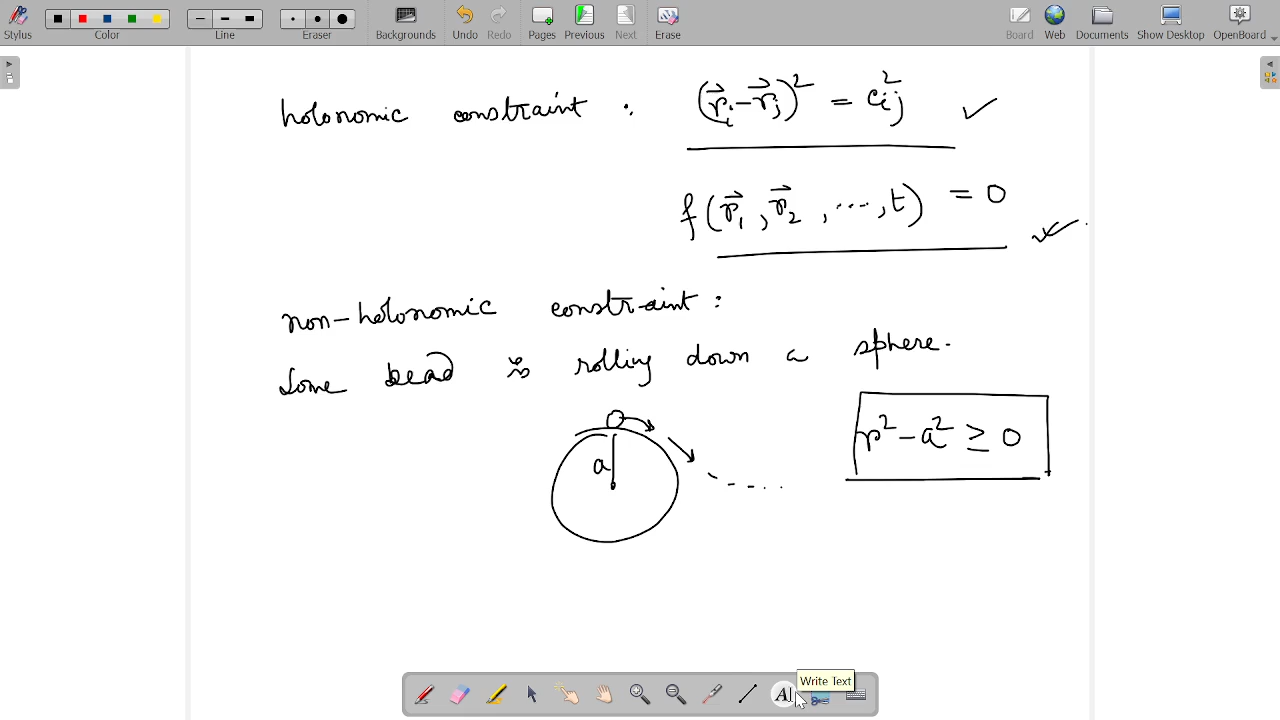 Stylus Color Line Eraser Backgrounds Undo Redo Pages Previous Next Erase Board Web Documents Show Desktop OpenBoard
holonomic constraint : (r⃗ᵢ − r⃗ⱼ)² = cᵢⱼ² ✓
f(r⃗₁, r⃗₂, ...., t) = 0 ✓
non-holonomic constraint :
Some bead is rolling down a sphere.
r² − a² ≥ 0
a
Write Text
A